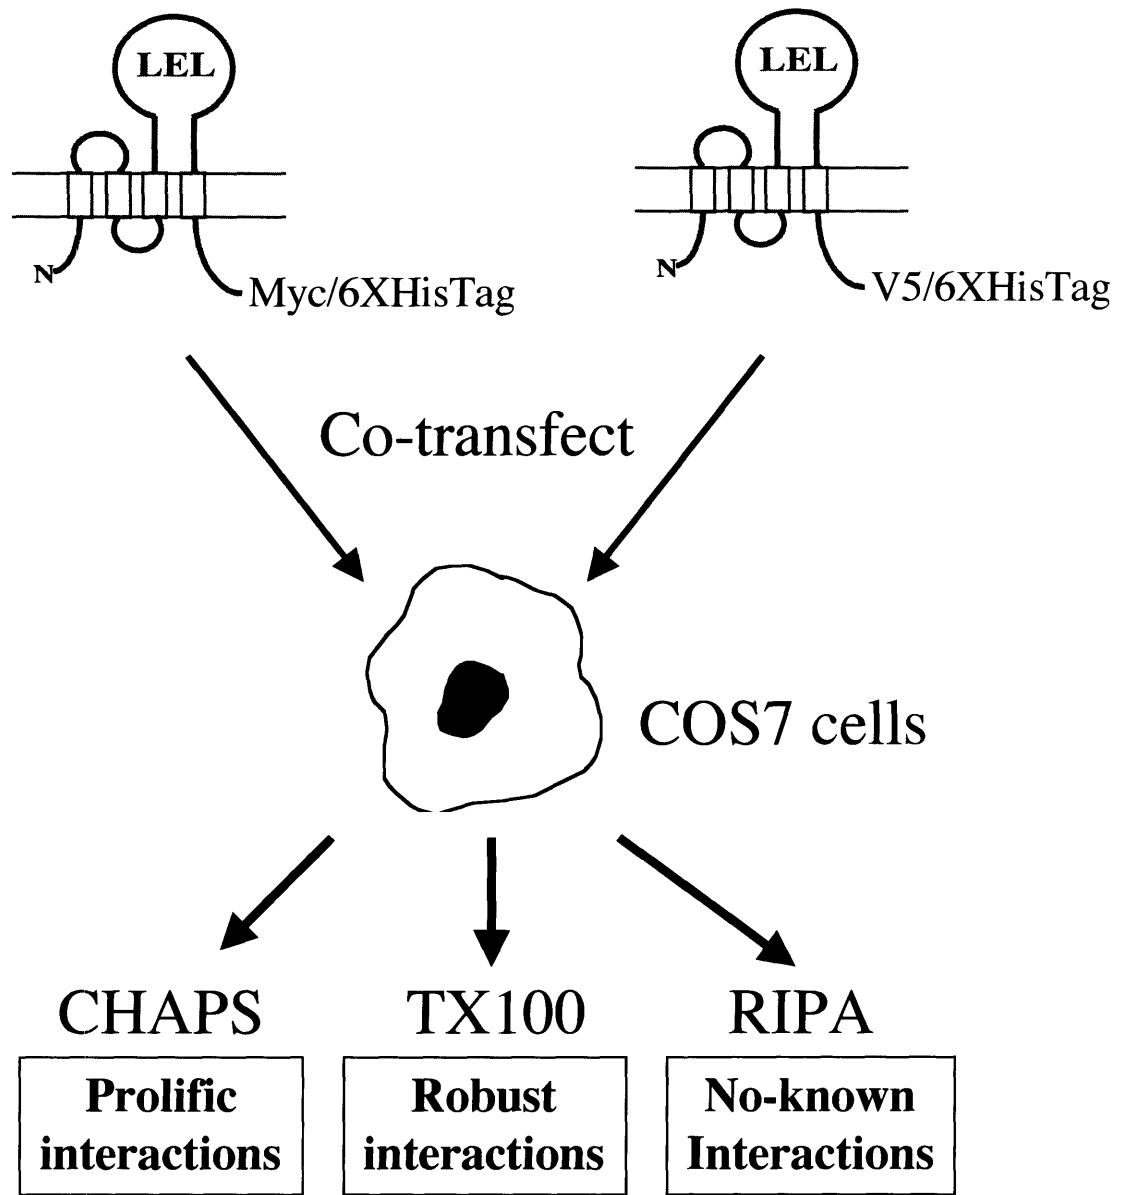 LEL
LEL
N
Myc/6XHisTag
N
V5/6XHisTag
Co-transfect
COS7 cells
CHAPS
TX100
RIPA
Prolific
interactions
Robust
interactions
No-known
Interactions